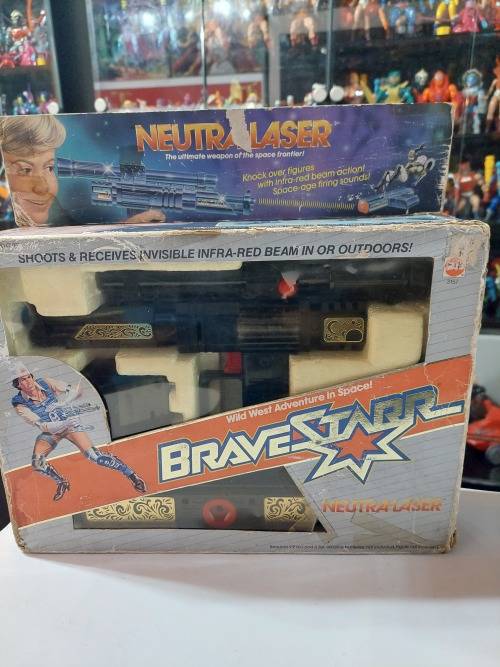 NEUTRA-LASER
The ultimate weapon of the space frontier!
Knock over figures
with infra-red beam action!
Space-age firing sounds!
SHOOTS & RECEIVES INVISIBLE INFRA-RED BEAM IN OR OUTDOORS!
3157
Wild West Adventure in Space!
BRAVESTARR
NEUTRA-LASER